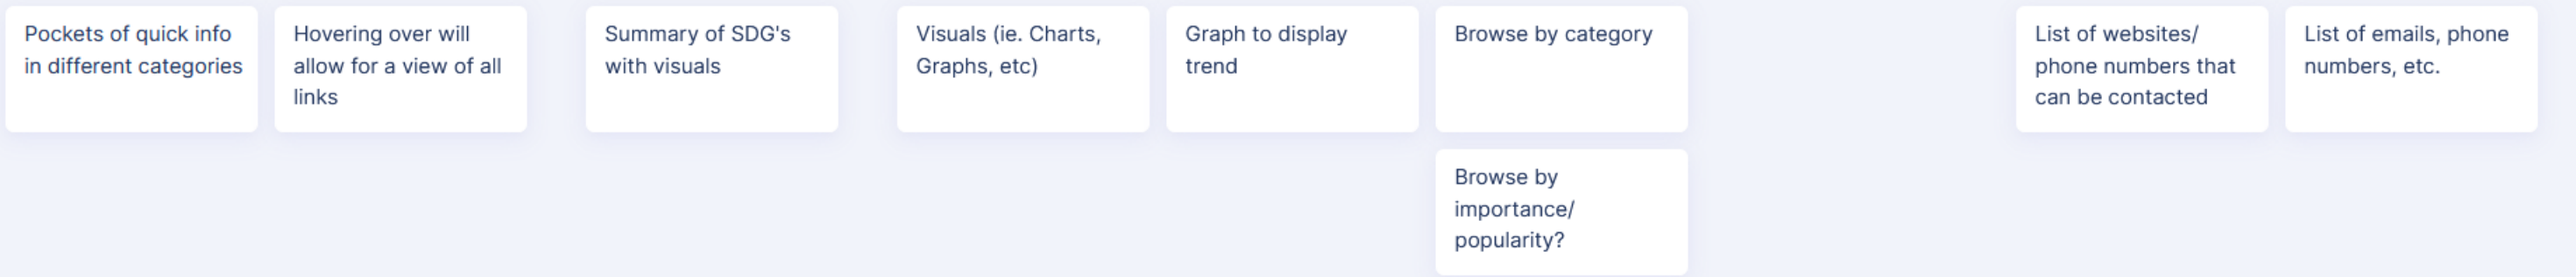 Pockets of quick info
in different categories
Hovering over will
allow for a view of all
links
Summary of SDG's
with visuals
Visuals (ie. Charts,
Graphs, etc)
Graph to display
trend
Browse by category
Browse by
importance/
popularity?
List of websites/
phone numbers that
can be contacted
List of emails, phone
numbers, etc.